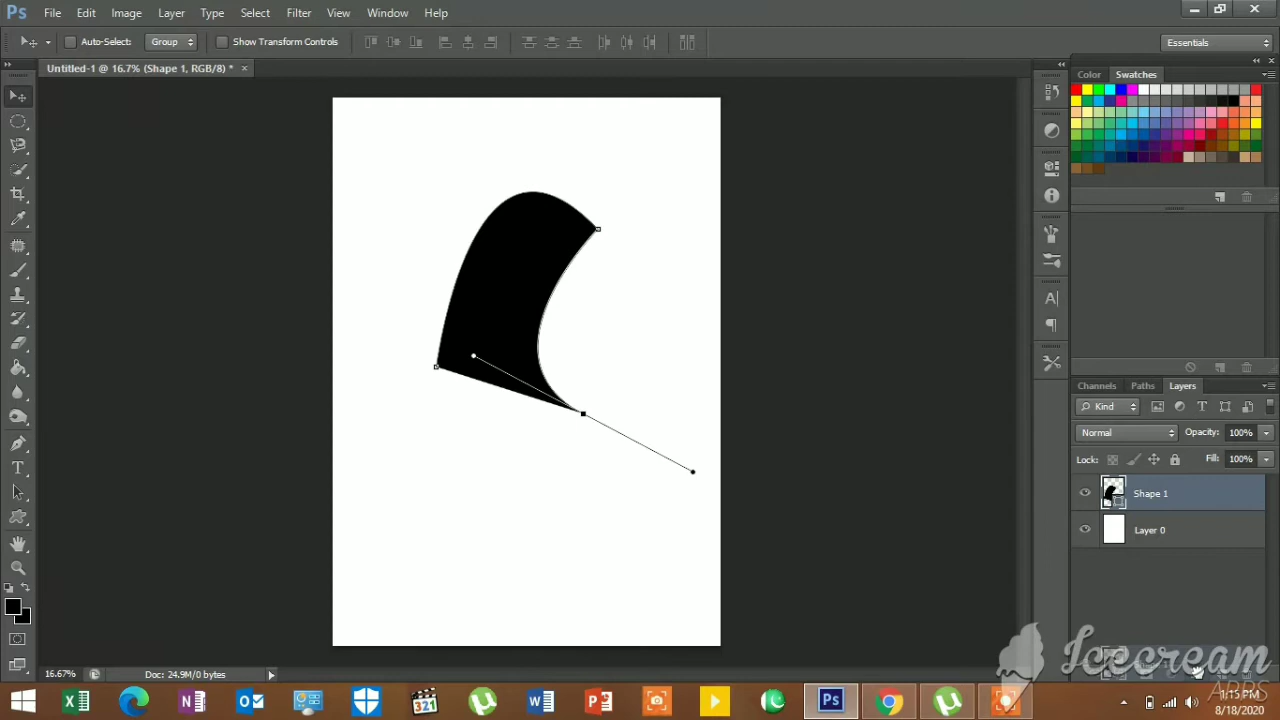 Ps File Edit Image Layer Type Select Filter View Window Help
Auto-Select: Group Show Transform Controls Essentials
Untitled-1 @ 16.7% (Shape 1, RGB/8) * ×
Color Swatches
Channels Paths Layers
Kind
Normal Opacity: 100%
Lock: Fill: 100%
Shape 1
Layer 0
16.67% Doc: 24.9M/0 bytes
Icecream
APPS
1:15 PM
8/18/2020